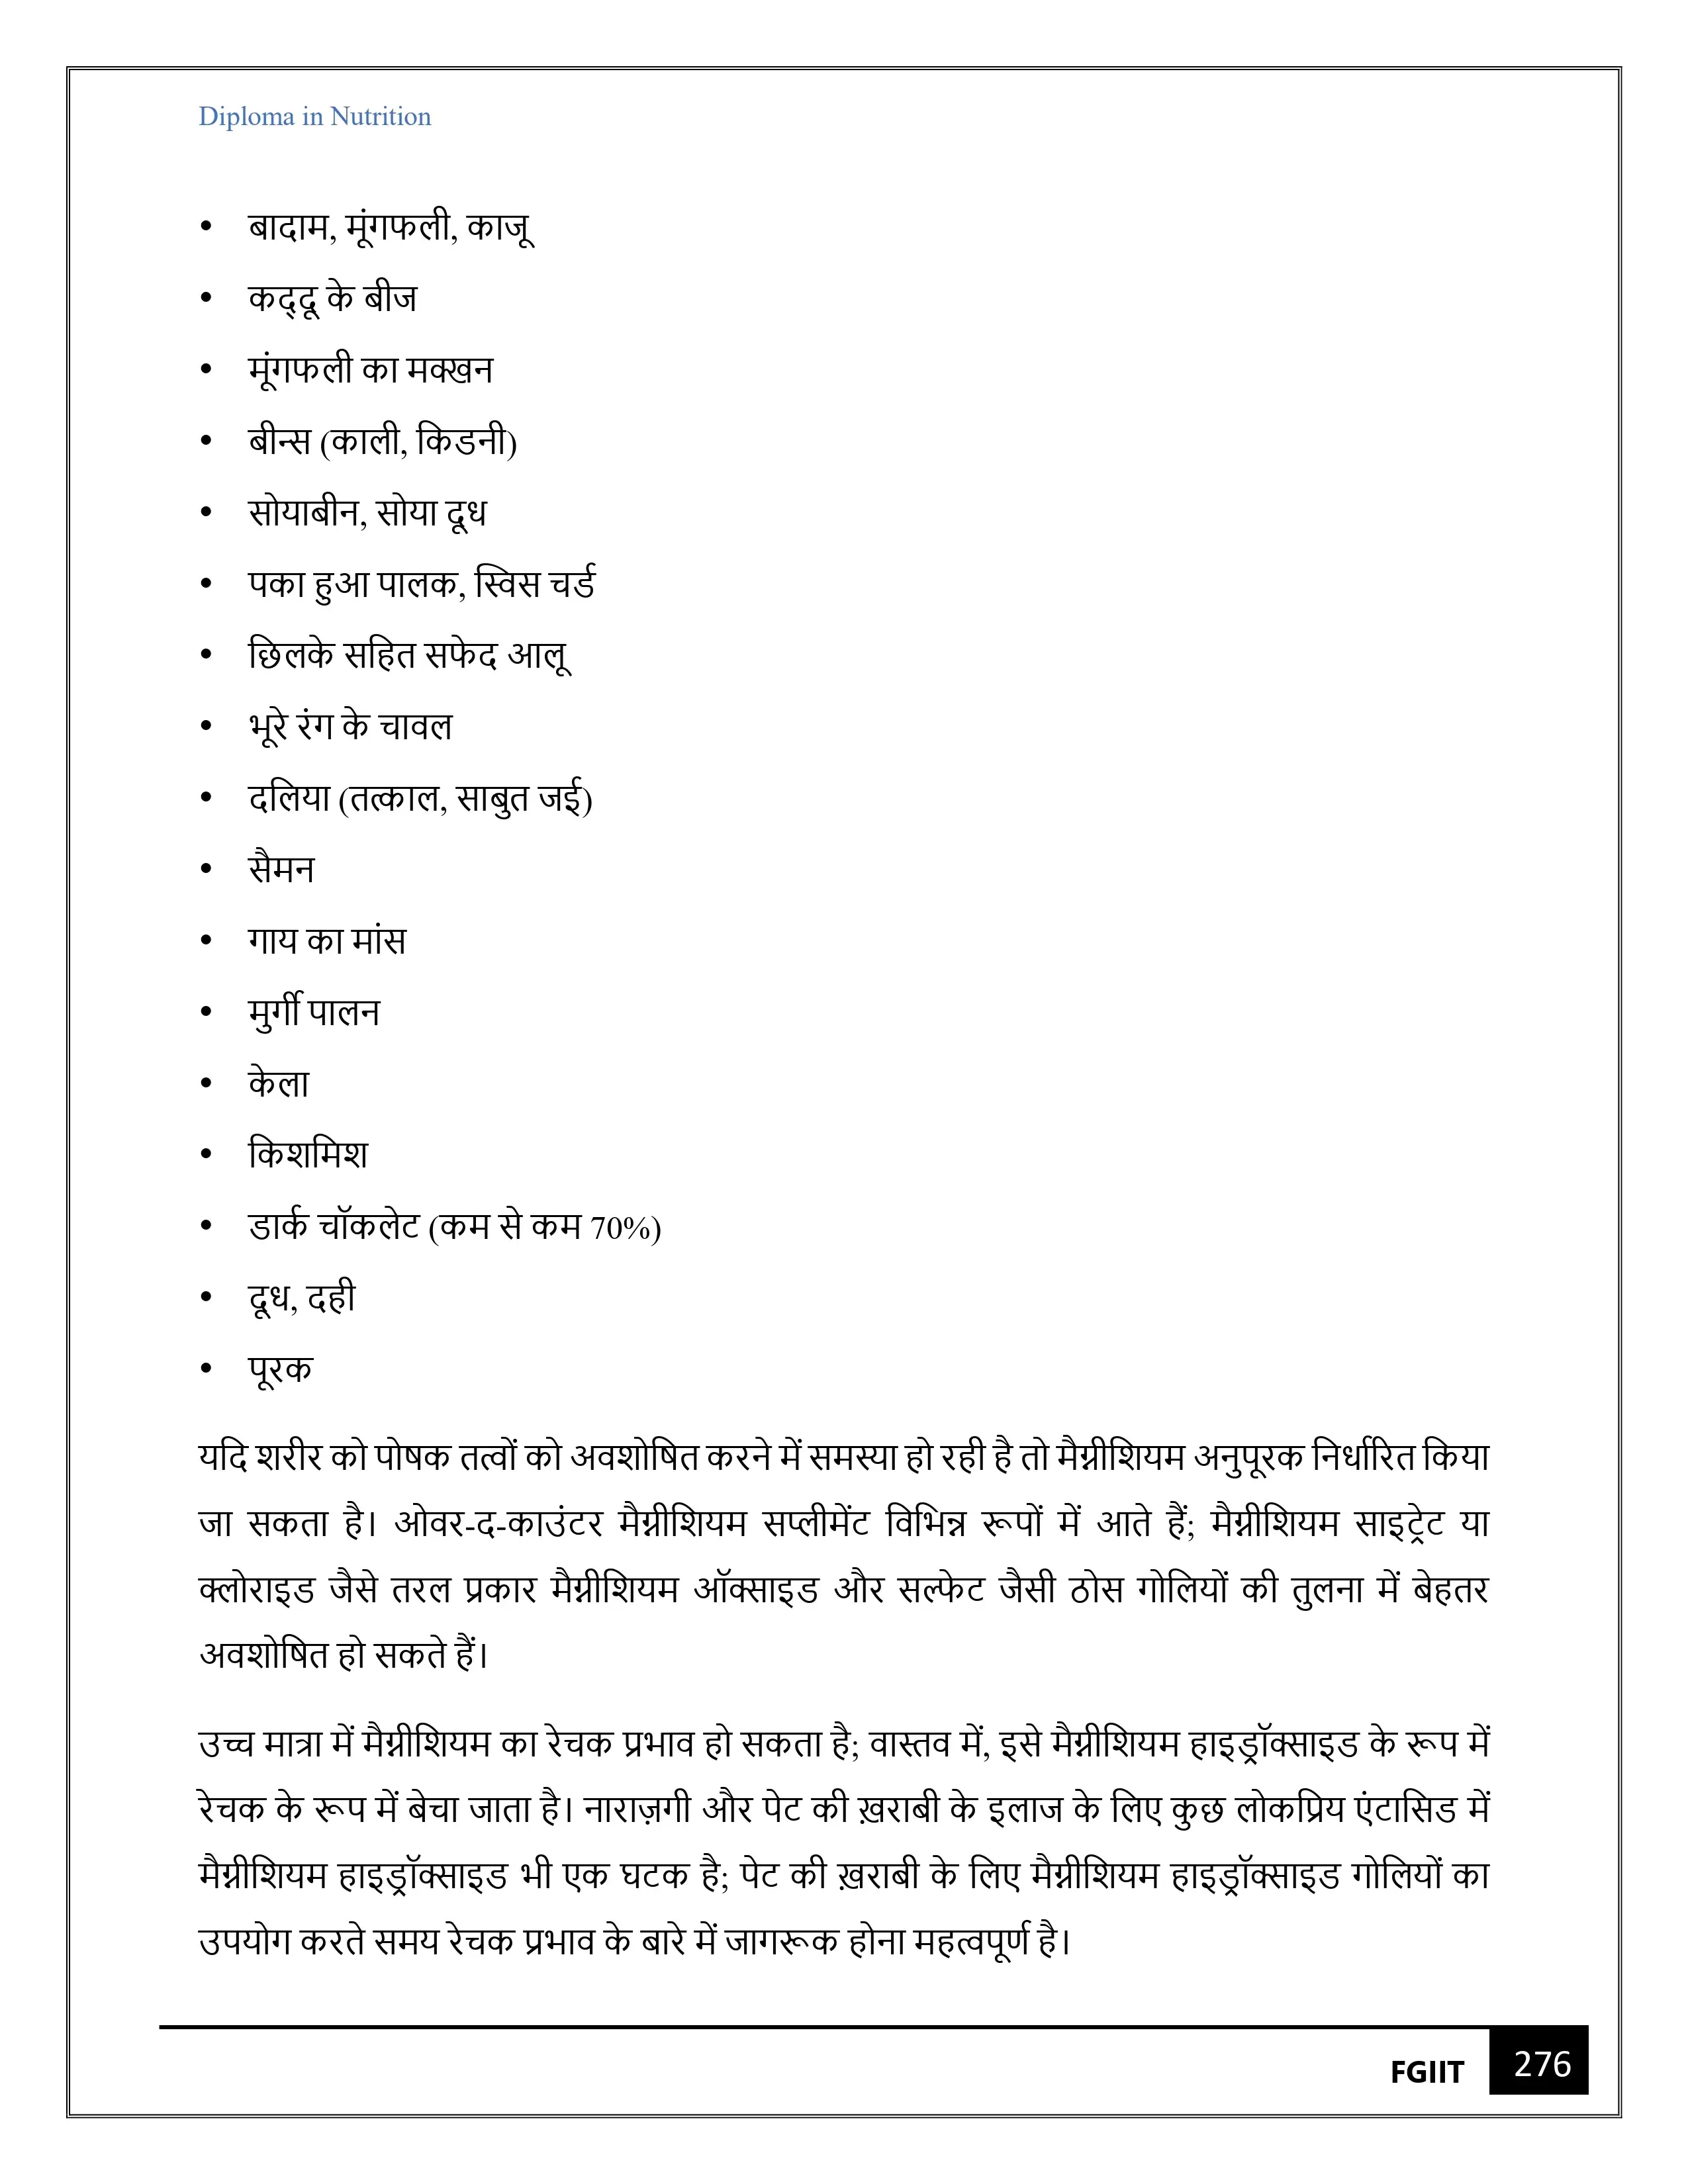 Diploma in Nutrition
• बादाम, मूंगफली, काजू
• कद्दू के बीज
• मूंगफली का मक्खन
• बीन्स (काली, किडनी)
• सोयाबीन, सोया दूध
• पका हुआ पालक, स्विस चर्ड
• छिलके सहित सफेद आलू
• भूरे रंग के चावल
• दलिया (तत्काल, साबुत जई)
• सैमन
• गाय का मांस
• मुर्गी पालन
• केला
• किशमिश
• डार्क चॉकलेट (कम से कम 70%)
• दूध, दही
• पूरक
यदि शरीर को पोषक तत्वों को अवशोषित करने में समस्या हो रही है तो मैग्नीशियम अनुपूरक निर्धारित किया
जा सकता है। ओवर-द-काउंटर मैग्नीशियम सप्लीमेंट विभिन्न रूपों में आते हैं; मैग्नीशियम साइट्रेट या
क्लोराइड जैसे तरल प्रकार मैग्नीशियम ऑक्साइड और सल्फेट जैसी ठोस गोलियों की तुलना में बेहतर
अवशोषित हो सकते हैं।
उच्च मात्रा में मैग्नीशियम का रेचक प्रभाव हो सकता है; वास्तव में, इसे मैग्नीशियम हाइड्रॉक्साइड के रूप में
रेचक के रूप में बेचा जाता है। नाराज़गी और पेट की ख़राबी के इलाज के लिए कुछ लोकप्रिय एंटासिड में
मैग्नीशियम हाइड्रॉक्साइड भी एक घटक है; पेट की ख़राबी के लिए मैग्नीशियम हाइड्रॉक्साइड गोलियों का
उपयोग करते समय रेचक प्रभाव के बारे में जागरूक होना महत्वपूर्ण है।
FGIIT 276